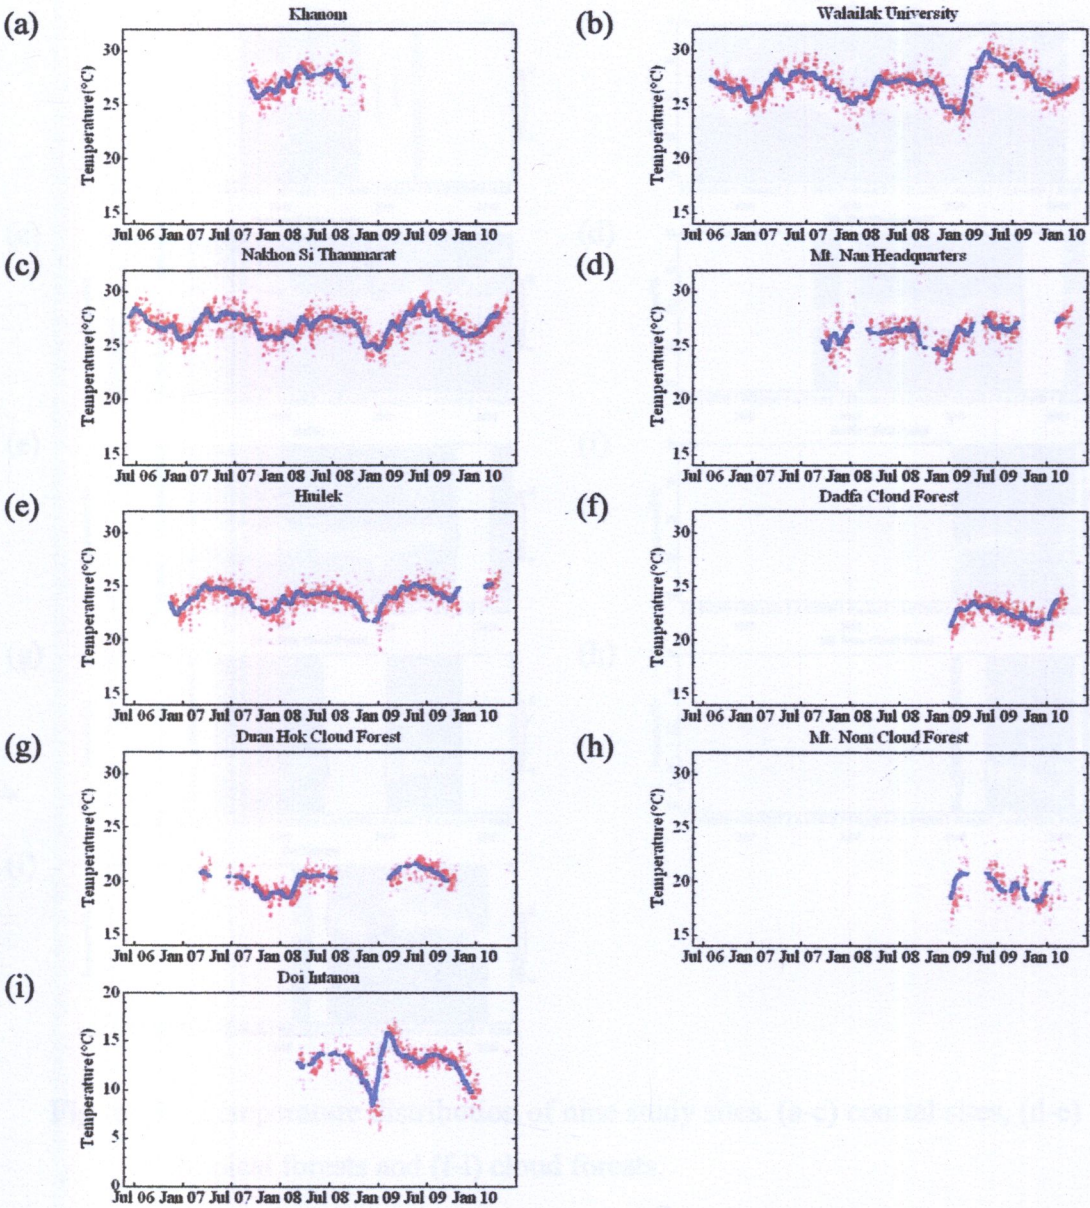 (a)
Khanom
Temperature(°C)
30
25
20
15
Jul 06 Jan 07 Jul 07 Jan 08 Jul 08 Jan 09 Jul 09 Jan 10
(b)
Walailak University
Temperature(°C)
30
25
20
15
Jul 06 Jan 07 Jul 07 Jan 08 Jul 08 Jan 09 Jul 09 Jan 10
(c)
Nakhon Si Thammarat
Temperature(°C)
30
25
20
15
Jul 06 Jan 07 Jul 07 Jan 08 Jul 08 Jan 09 Jul 09 Jan 10
(d)
Mt. Nan Headquarters
Temperature(°C)
30
25
20
15
Jul 06 Jan 07 Jul 07 Jan 08 Jul 08 Jan 09 Jul 09 Jan 10
(e)
Huilek
Temperature(°C)
30
25
20
15
Jul 06 Jan 07 Jul 07 Jan 08 Jul 08 Jan 09 Jul 09 Jan 10
(f)
Dadfa Cloud Forest
Temperature(°C)
30
25
20
15
Jul 06 Jan 07 Jul 07 Jan 08 Jul 08 Jan 09 Jul 09 Jan 10
(g)
Duan Hok Cloud Forest
Temperature(°C)
30
25
20
15
Jul 06 Jan 07 Jul 07 Jan 08 Jul 08 Jan 09 Jul 09 Jan 10
(h)
Mt. Nom Cloud Forest
Temperature(°C)
30
25
20
15
Jul 06 Jan 07 Jul 07 Jan 08 Jul 08 Jan 09 Jul 09 Jan 10
(i)
Doi Intanon
Temperature(°C)
20
15
10
5
0
Jul 06 Jan 07 Jul 07 Jan 08 Jul 08 Jan 09 Jul 09 Jan 10
distribution of nine study sites. (a-c) coastal sites, (d-e)
forests and (f-i) cloud forests.